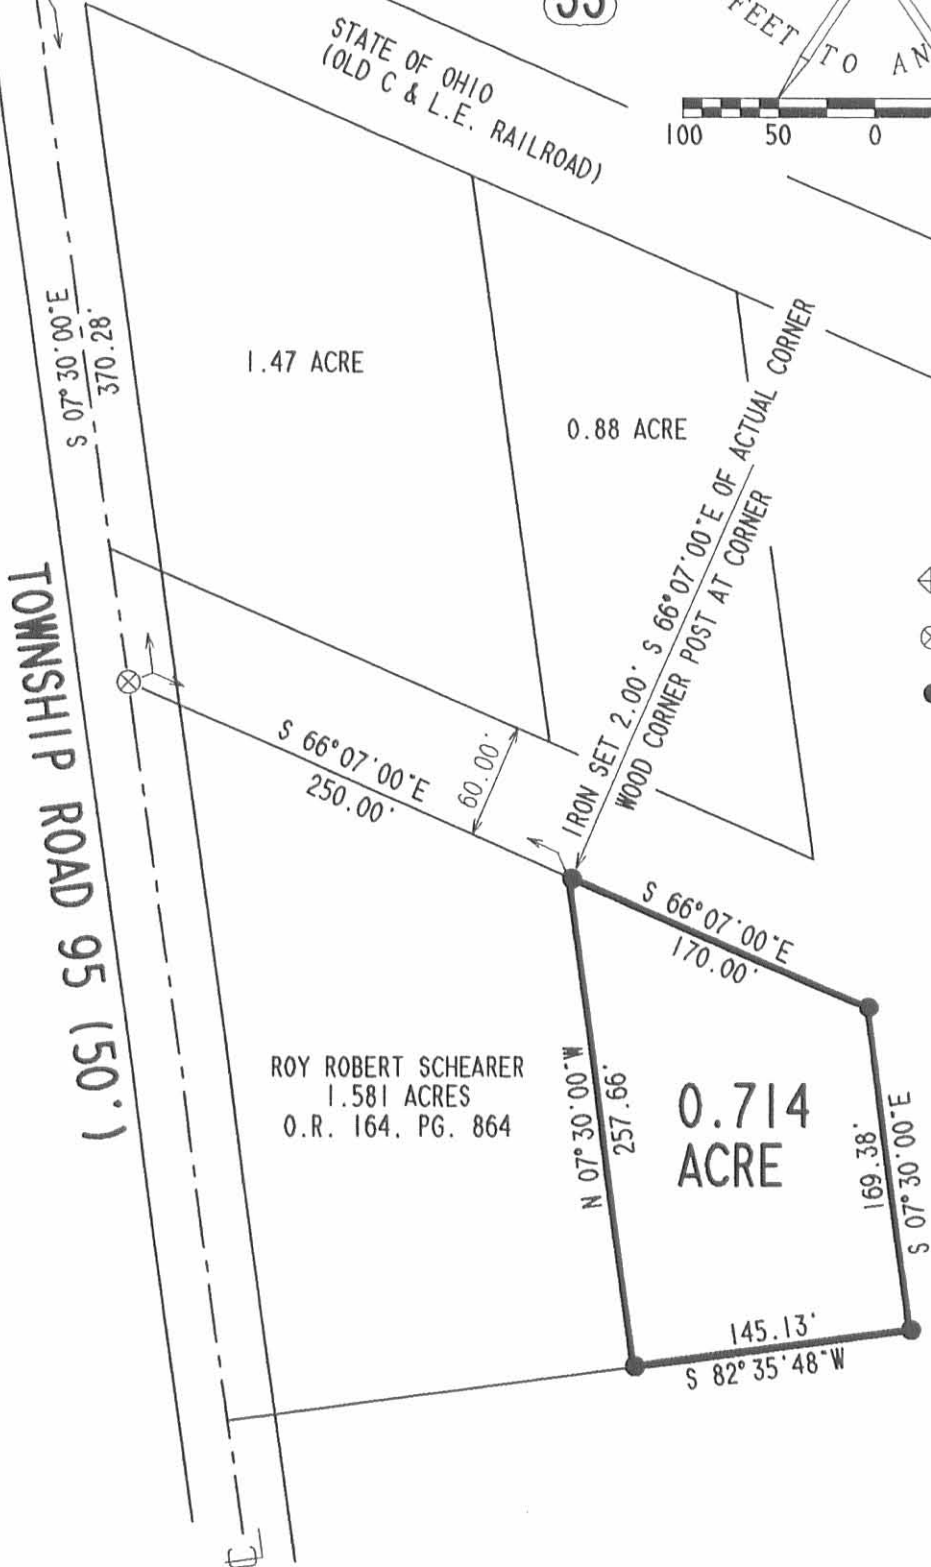 33
FEET TO AN
STATE OF OHIO
(OLD C & L.E. RAILROAD)
100 50 0
S 07°30'00"E
370.28'
1.47 ACRE
0.88 ACRE
IRON SET 2.00' S 66°07'00"E OF ACTUAL CORNER
WOOD CORNER POST AT CORNER
TOWNSHIP ROAD 95 (50')
S 66°07'00"E
250.00'
60.00'
S 66°07'00"E
170.00'
ROY ROBERT SCHEARER
1.581 ACRES
O.R. 164, PG. 864
N 07°30'00"W
257.66'
0.714
ACRE
169.38'
S 07°30'00"E
145.13'
S 82°35'48"W